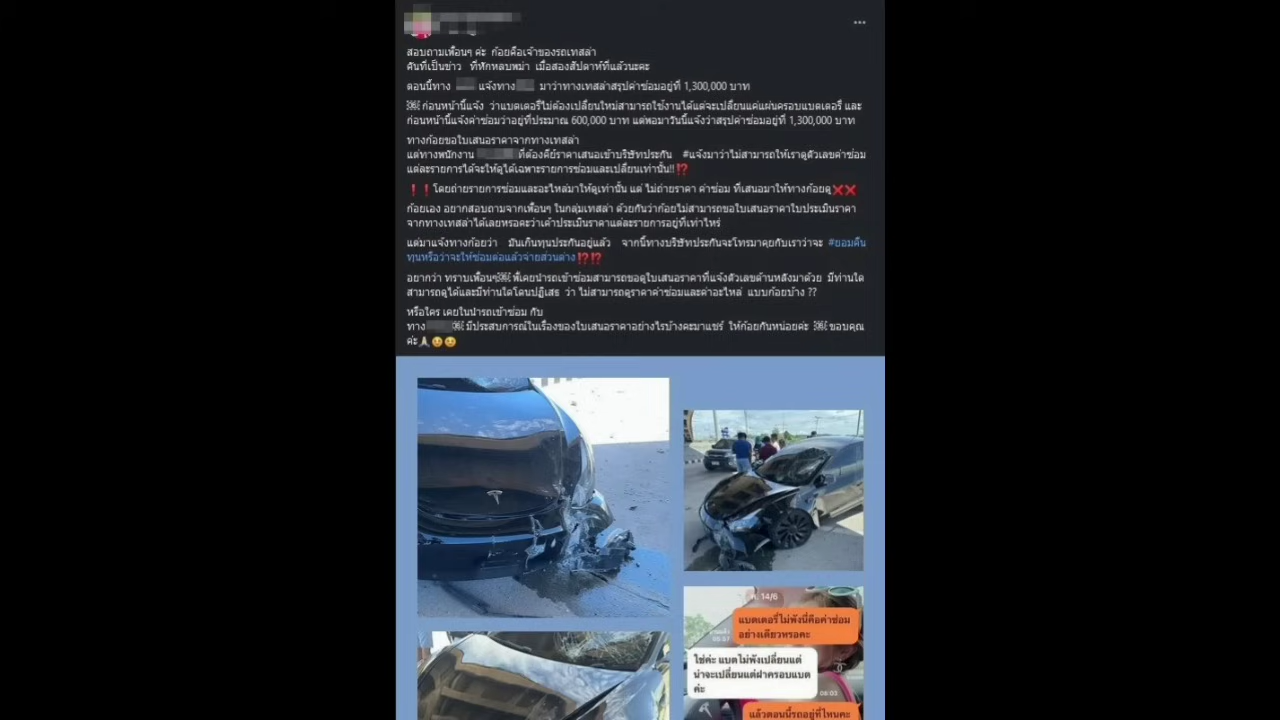 สอบถามเพื่อนๆ ค่ะ ก้อยคือเจ้าของรถเทสล่า
คันที่เป็นข่าว ที่หักหลบหมา เมื่อสองสัปดาห์ที่แล้วนะคะ
ตอนนี้ทาง แจ้งทาง มาว่าทางเทสล่าสรุปค่าซ่อมอยู่ที่ 1,300,000 บาท
ก่อนหน้านี้แจ้ง ว่าแบตเตอรี่ไม่ต้องเปลี่ยนใหม่สามารถใช้งานได้แต่จะเปลี่ยนแค่แผ่นครอบแบตเตอรี่ และ
ก่อนหน้านี้แจ้งค่าซ่อมว่าอยู่ที่ประมาณ 600,000 บาท แต่พอมาวันนี้แจ้งว่าสรุปค่าซ่อมอยู่ที่ 1,300,000 บาท
ทางก้อยขอใบเสนอราคาจากทางเทสล่า
แต่ทางพนักงาน ที่ต้องคีย์ราคาเสนอเข้าบริษัทประกัน #แจ้งมาว่าไม่สามารถให้เราดูตัวเลขค่าซ่อม
แต่ละรายการได้จะให้ดูได้เฉพาะรายการซ่อมและเปลี่ยนเท่านั้น!!⁉️
❗❗โดยถ่ายรายการซ่อมและอะไหล่มาให้ดูเท่านั้น แต่ ไม่ถ่ายราคา ค่าซ่อม ที่เสนอมาให้ทางก้อยดู❌❌
ก้อยเอง อยากสอบถามจากเพื่อนๆ ในกลุ่มเทสล่า ด้วยกันว่าก้อยไม่สามารถขอใบเสนอราคาใบประเมินราคา
จากทางเทสล่าได้เลยหรอคะว่าเค้าประเมินราคาแต่ละรายการอยู่ที่เท่าไหร่
แต่มาแจ้งทางก้อยว่า มันเกินทุนประกันอยู่แล้ว จากนี้ทางบริษัทประกันจะโทรมาคุยกับเราว่าจะ #ยอมคืน
ทุนหรือว่าจะให้ซ่อมต่อแล้วจ่ายส่วนต่าง⁉️⁉️
อยากว่า ทราบเพื่อนๆ พี่เคยนำรถเข้าซ่อมสามารถขอดูใบเสนอราคาที่แจ้งตัวเลขด้านหลังมาด้วย มีท่านใด
สามารถดูได้และมีท่านใดโดนปฏิเสธ ว่า ไม่สามารถดูราคาค่าซ่อมและค่าอะไหล่ แบบก้อยบ้าง ??
หรือใคร เคยในนำรถเข้าซ่อม กับ
ทาง มีประสบการณ์ในเรื่องของใบเสนอราคาอย่างไรบ้างคะมาแชร์ ให้ก้อยกันหน่อยค่ะ ขอบคุณ
ค่ะ🙏😊😊
14/6
แบตเตอรี่ไม่พังนี่คือค่าซ่อม
อย่างเดียวหรอคะ
ใช่ค่ะ แบตไม่พังเปลี่ยนแต่
น่าจะเปลี่ยนแต่ฝาครอบแบต
ค่ะ
แล้วตอนนี้รถอยู่ที่ไหนคะ